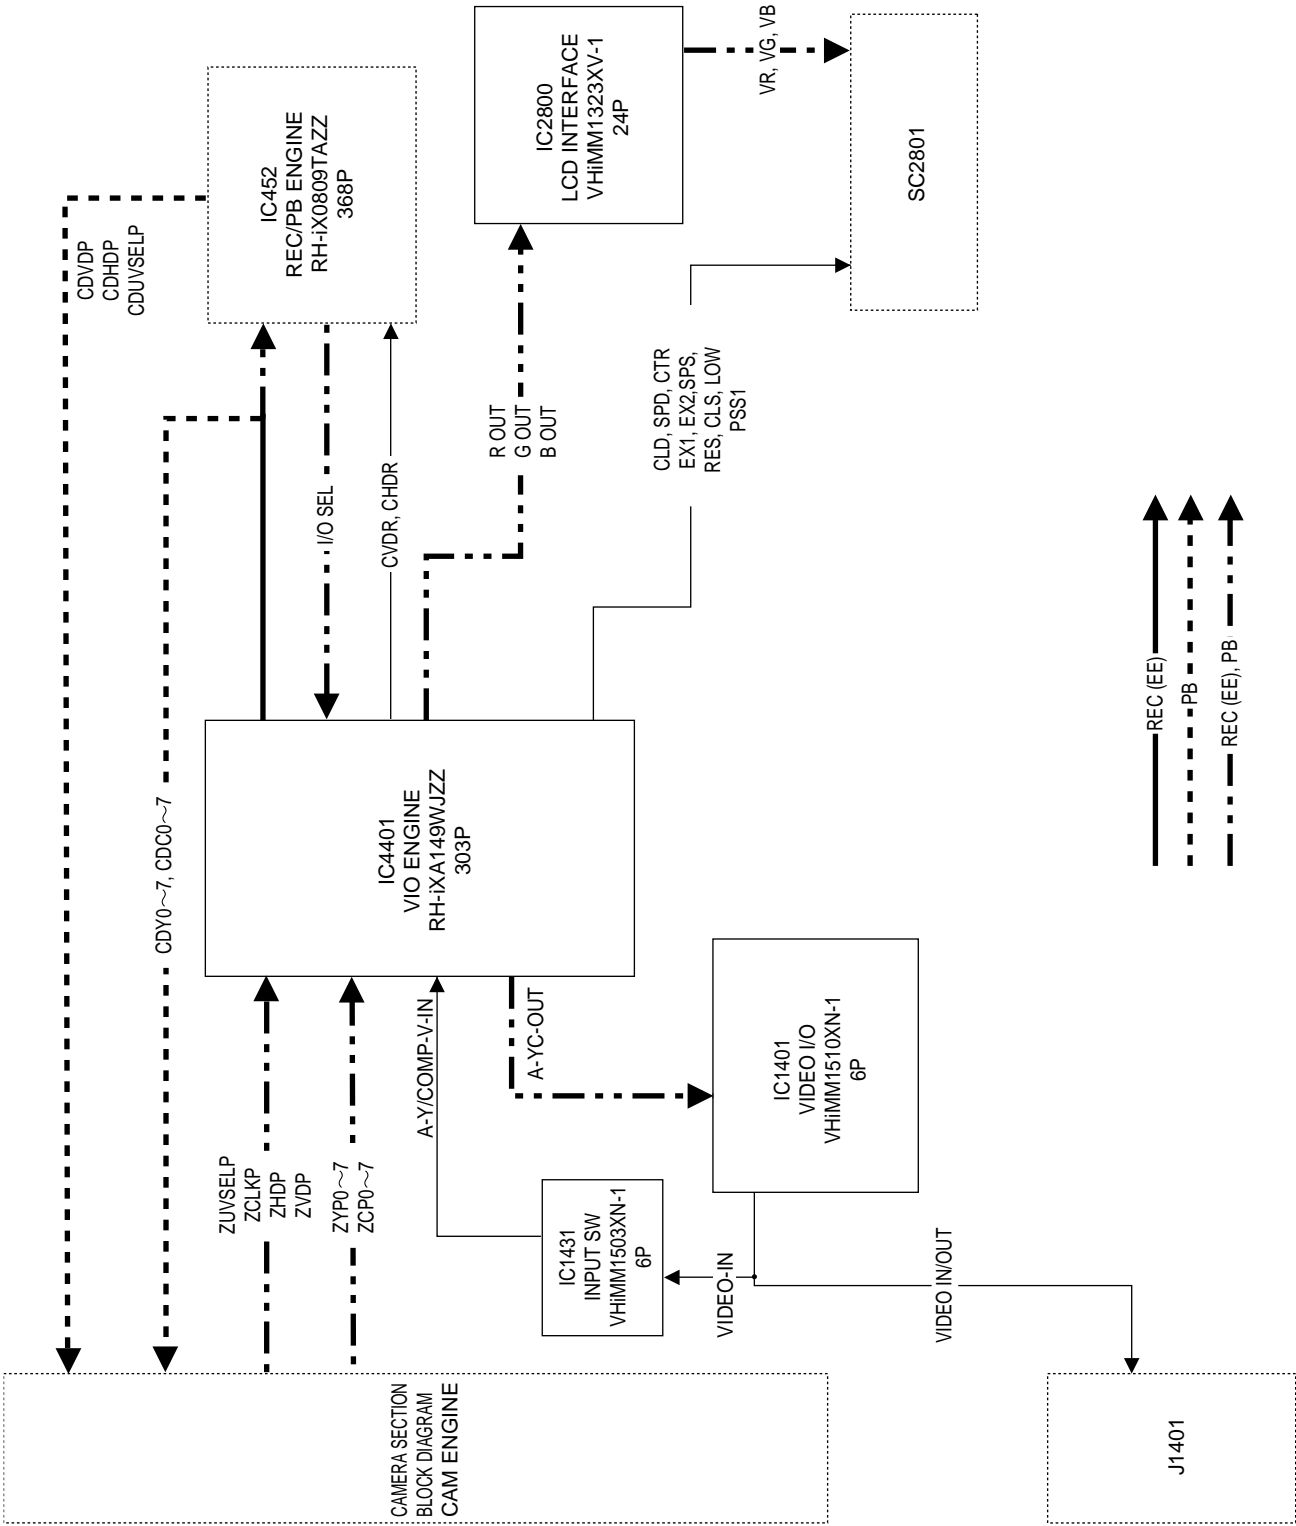 CDVDP
CDHDP
CDUVSELP
IC452
REC/PB ENGINE
RH-iX0809TAZZ
368P
IC2800
LCD INTERFACE
VHiMM1323XV-1
24P
VR, VG, VB
SC2801
CDY0～7, CDC0～7
I/O SEL
CVDR, CHDR
R OUT
G OUT
B OUT
CLD, SPD, CTR
EX1, EX2,SPS,
RES, CLS, LOW
PSS1
IC4401
VIO ENGINE
RH-iXA149WJZZ
303P
ZUVSELP
ZCLKP
ZHDP
ZVDP
ZYP0～7
ZCP0～7
A-Y/COMP-V-IN
A-YC-OUT
IC1431
INPUT SW
VHiMM1503XN-1
6P
IC1401
VIDEO I/O
VHiMM1510XN-1
6P
VIDEO-IN
VIDEO IN/OUT
CAMERA SECTION
BLOCK DIAGRAM
CAM ENGINE
J1401
REC (EE)
PB
REC (EE), PB